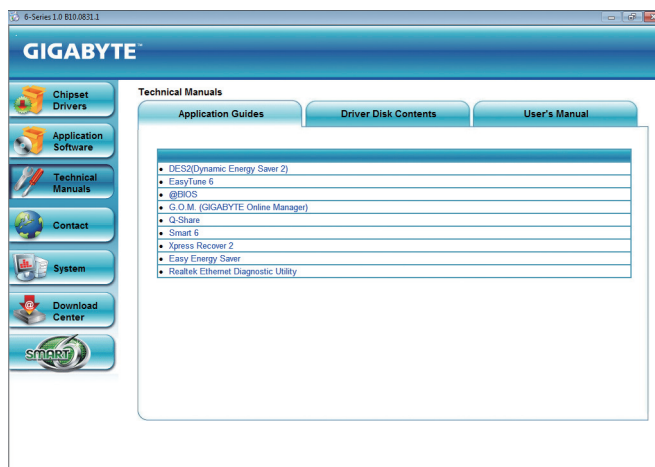 6-Series 1.0 B10.0831.1
GIGABYTE™
Chipset
Drivers
Application
Software
Technical
Manuals
Contact
System
Download
Center
SMART6
Technical Manuals
Application Guides
Driver Disk Contents
User's Manual
DES2(Dynamic Energy Saver 2)
EasyTune 6
@BIOS
G.O.M. (GIGABYTE Online Manager)
Q-Share
Smart 6
Xpress Recover 2
Easy Energy Saver
Realtek Ethernet Diagnostic Utility